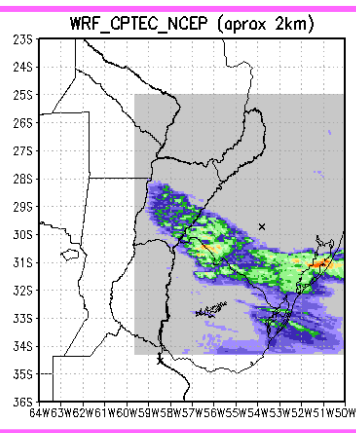 WRF_CPTEC_NCEP (aprox 2km)
23S
24S
25S
26S
27S
28S
29S
30S
31S
32S
33S
34S
35S
36S
64W63W62W61W60W59W58W57W56W55W54W53W52W51W50W